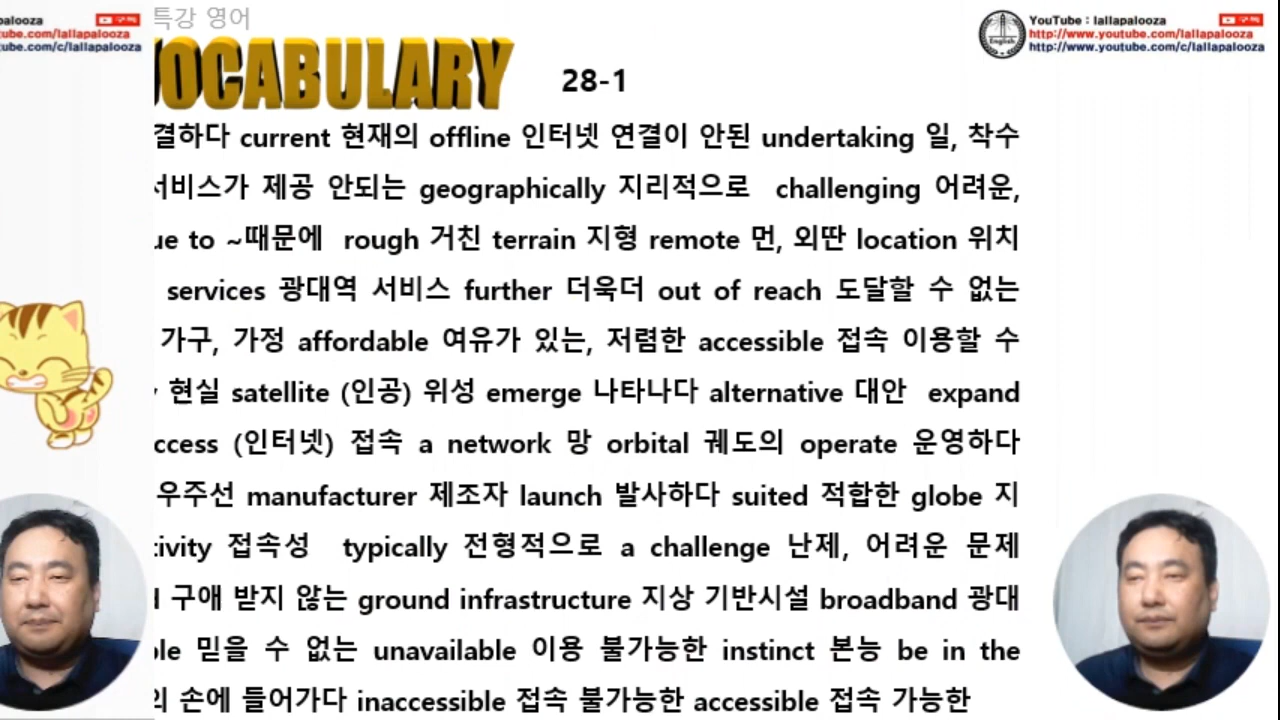 palooza 구독
ube.com/lallapalooza
tube.com/c/lallapalooza
특강 영어
VOCABULARY
28-1
YouTube : lallapalooza 구독
http://www.youtube.com/lallapalooza
http://www.youtube.com/c/lallapalooza
English
결하다 current 현재의 offline 인터넷 연결이 안된 undertaking 일, 착수
서비스가 제공 안되는 geographically 지리적으로 challenging 어려운,
ue to ~때문에 rough 거친 terrain 지형 remote 먼, 외딴 location 위치
services 광대역 서비스 further 더욱더 out of reach 도달할 수 없는
가구, 가정 affordable 여유가 있는, 저렴한 accessible 접속 이용할 수
현실 satellite (인공) 위성 emerge 나타나다 alternative 대안 expand
ccess (인터넷) 접속 a network 망 orbital 궤도의 operate 운영하다
우주선 manufacturer 제조자 launch 발사하다 suited 적합한 globe 지
tivity 접속성 typically 전형적으로 a challenge 난제, 어려운 문제
구애 받지 않는 ground infrastructure 지상 기반시설 broadband 광대
ble 믿을 수 없는 unavailable 이용 불가능한 instinct 본능 be in the
의 손에 들어가다 inaccessible 접속 불가능한 accessible 접속 가능한